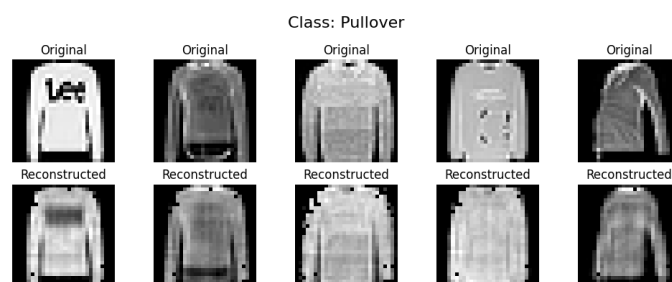 Class: Pullover
Original Original Original Original Original
Lee
Reconstructed Reconstructed Reconstructed Reconstructed Reconstructed